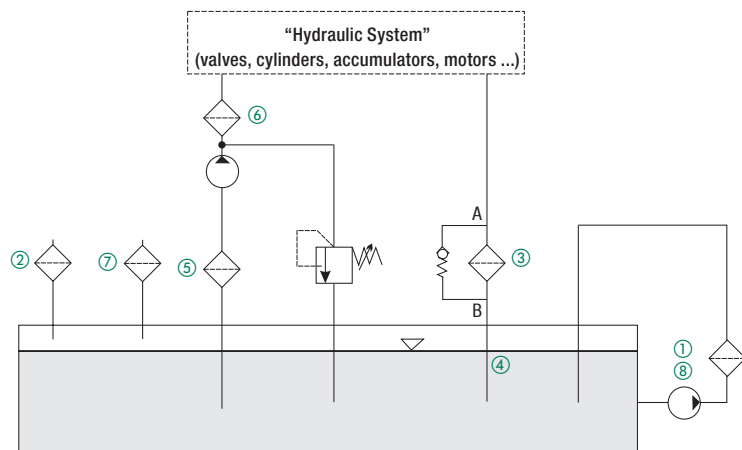 “Hydraulic System”
(valves, cylinders, accumulators, motors ...)
⑥
A
②
⑦
⑤
③
B
①
④
⑧